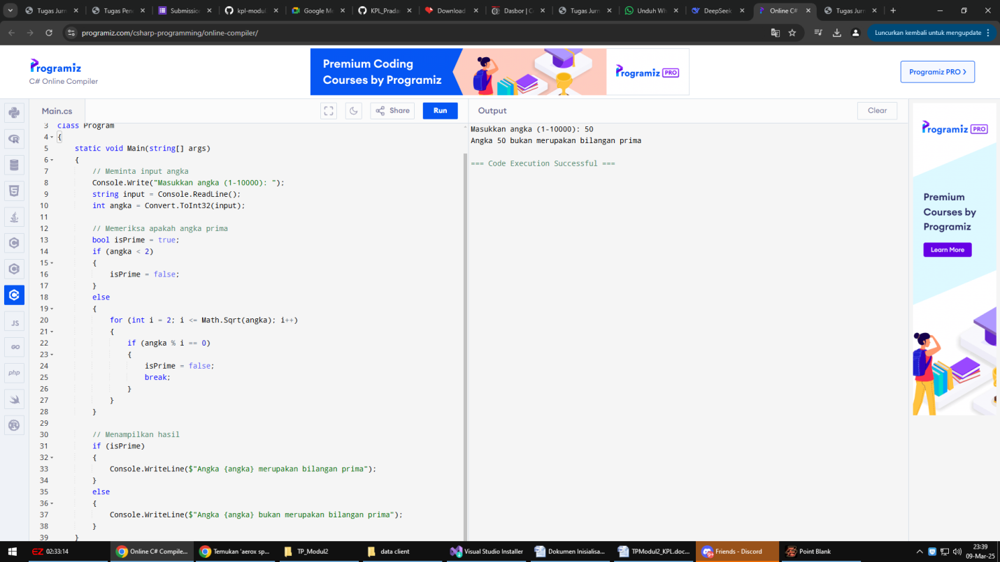 Tugas Jurn
Tugas Pen
Submissio
kpl-modul
Google Me
KPL_Prada
Download
Dasbor | C
Tugas Jurn
Unduh Wh
DeepSeek
Online C#
Tugas Jurn
programiz.com/csharp-programming/online-compiler/
Luncurkan kembali untuk mengupdate
Programiz
C# Online Compiler
Premium Coding
Courses by Programiz
Programiz PRO
Programiz PRO
Main.cs
Share
Run
Output
Clear
3 class Program
4 {
5 static void Main(string[] args)
6 {
7 // Meminta input angka
8 Console.Write("Masukkan angka (1-10000): ");
9 string input = Console.ReadLine();
10 int angka = Convert.ToInt32(input);
11
12 // Memeriksa apakah angka prima
13 bool isPrime = true;
14 if (angka < 2)
15 {
16 isPrime = false;
17 }
18 else
19 {
20 for (int i = 2; i <= Math.Sqrt(angka); i++)
21 {
22 if (angka % i == 0)
23 {
24 isPrime = false;
25 break;
26 }
27 }
28 }
29
30 // Menampilkan hasil
31 if (isPrime)
32 {
33 Console.WriteLine($"Angka {angka} merupakan bilangan prima");
34 }
35 else
36 {
37 Console.WriteLine($"Angka {angka} bukan merupakan bilangan prima");
38 }
39 }
Masukkan angka (1-10000): 50
Angka 50 bukan merupakan bilangan prima
=== Code Execution Successful ===
JS
GO
php
Programiz PRO
Premium
Courses by
Programiz
Learn More
EZ 02:33:14
Online C# Compile...
Temukan 'aerox sp...
TP_Modul2
data client
Visual Studio Installer
Dokumen Inisialisa...
TPModul2_KPL.doc...
Friends - Discord
Point Blank
23:39
09-Mar-25